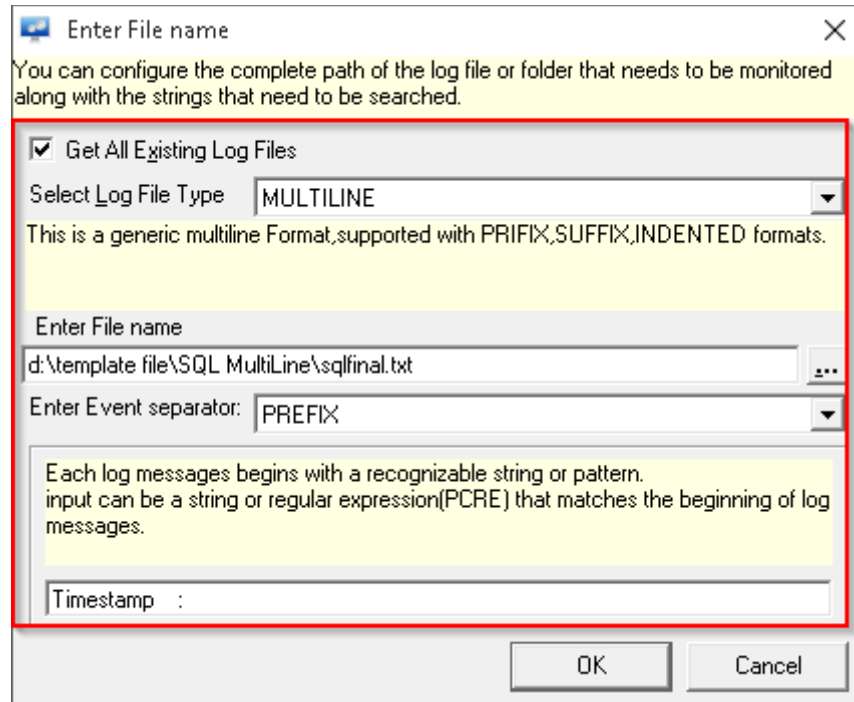 Enter File name
You can configure the complete path of the log file or folder that needs to be monitored
along with the strings that need to be searched.
Get All Existing Log Files
Select Log File Type MULTILINE
This is a generic multiline Format,supported with PRIFIX,SUFFIX,INDENTED formats.
Enter File name
d:\template file\SQL MultiLine\sqlfinal.txt ...
Enter Event separator: PREFIX
Each log messages begins with a recognizable string or pattern.
input can be a string or regular expression(PCRE) that matches the beginning of log
messages.
Timestamp    :
OK Cancel